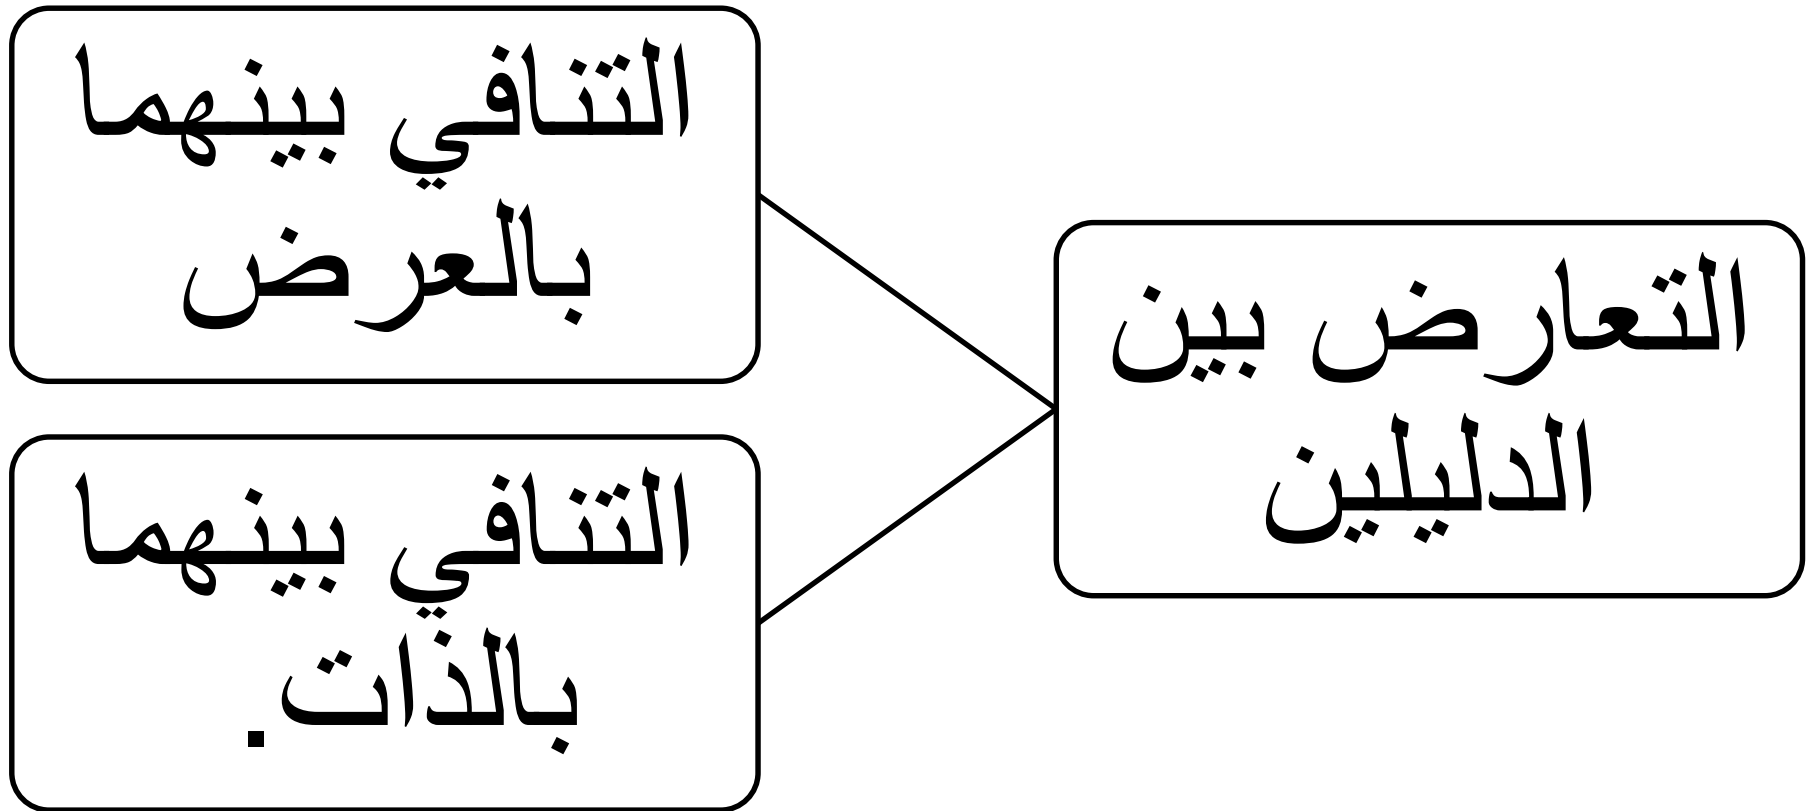 التعارض بين
الدليلين
التنافي بينهما
بالعرض
التنافي بينهما
بالذات.